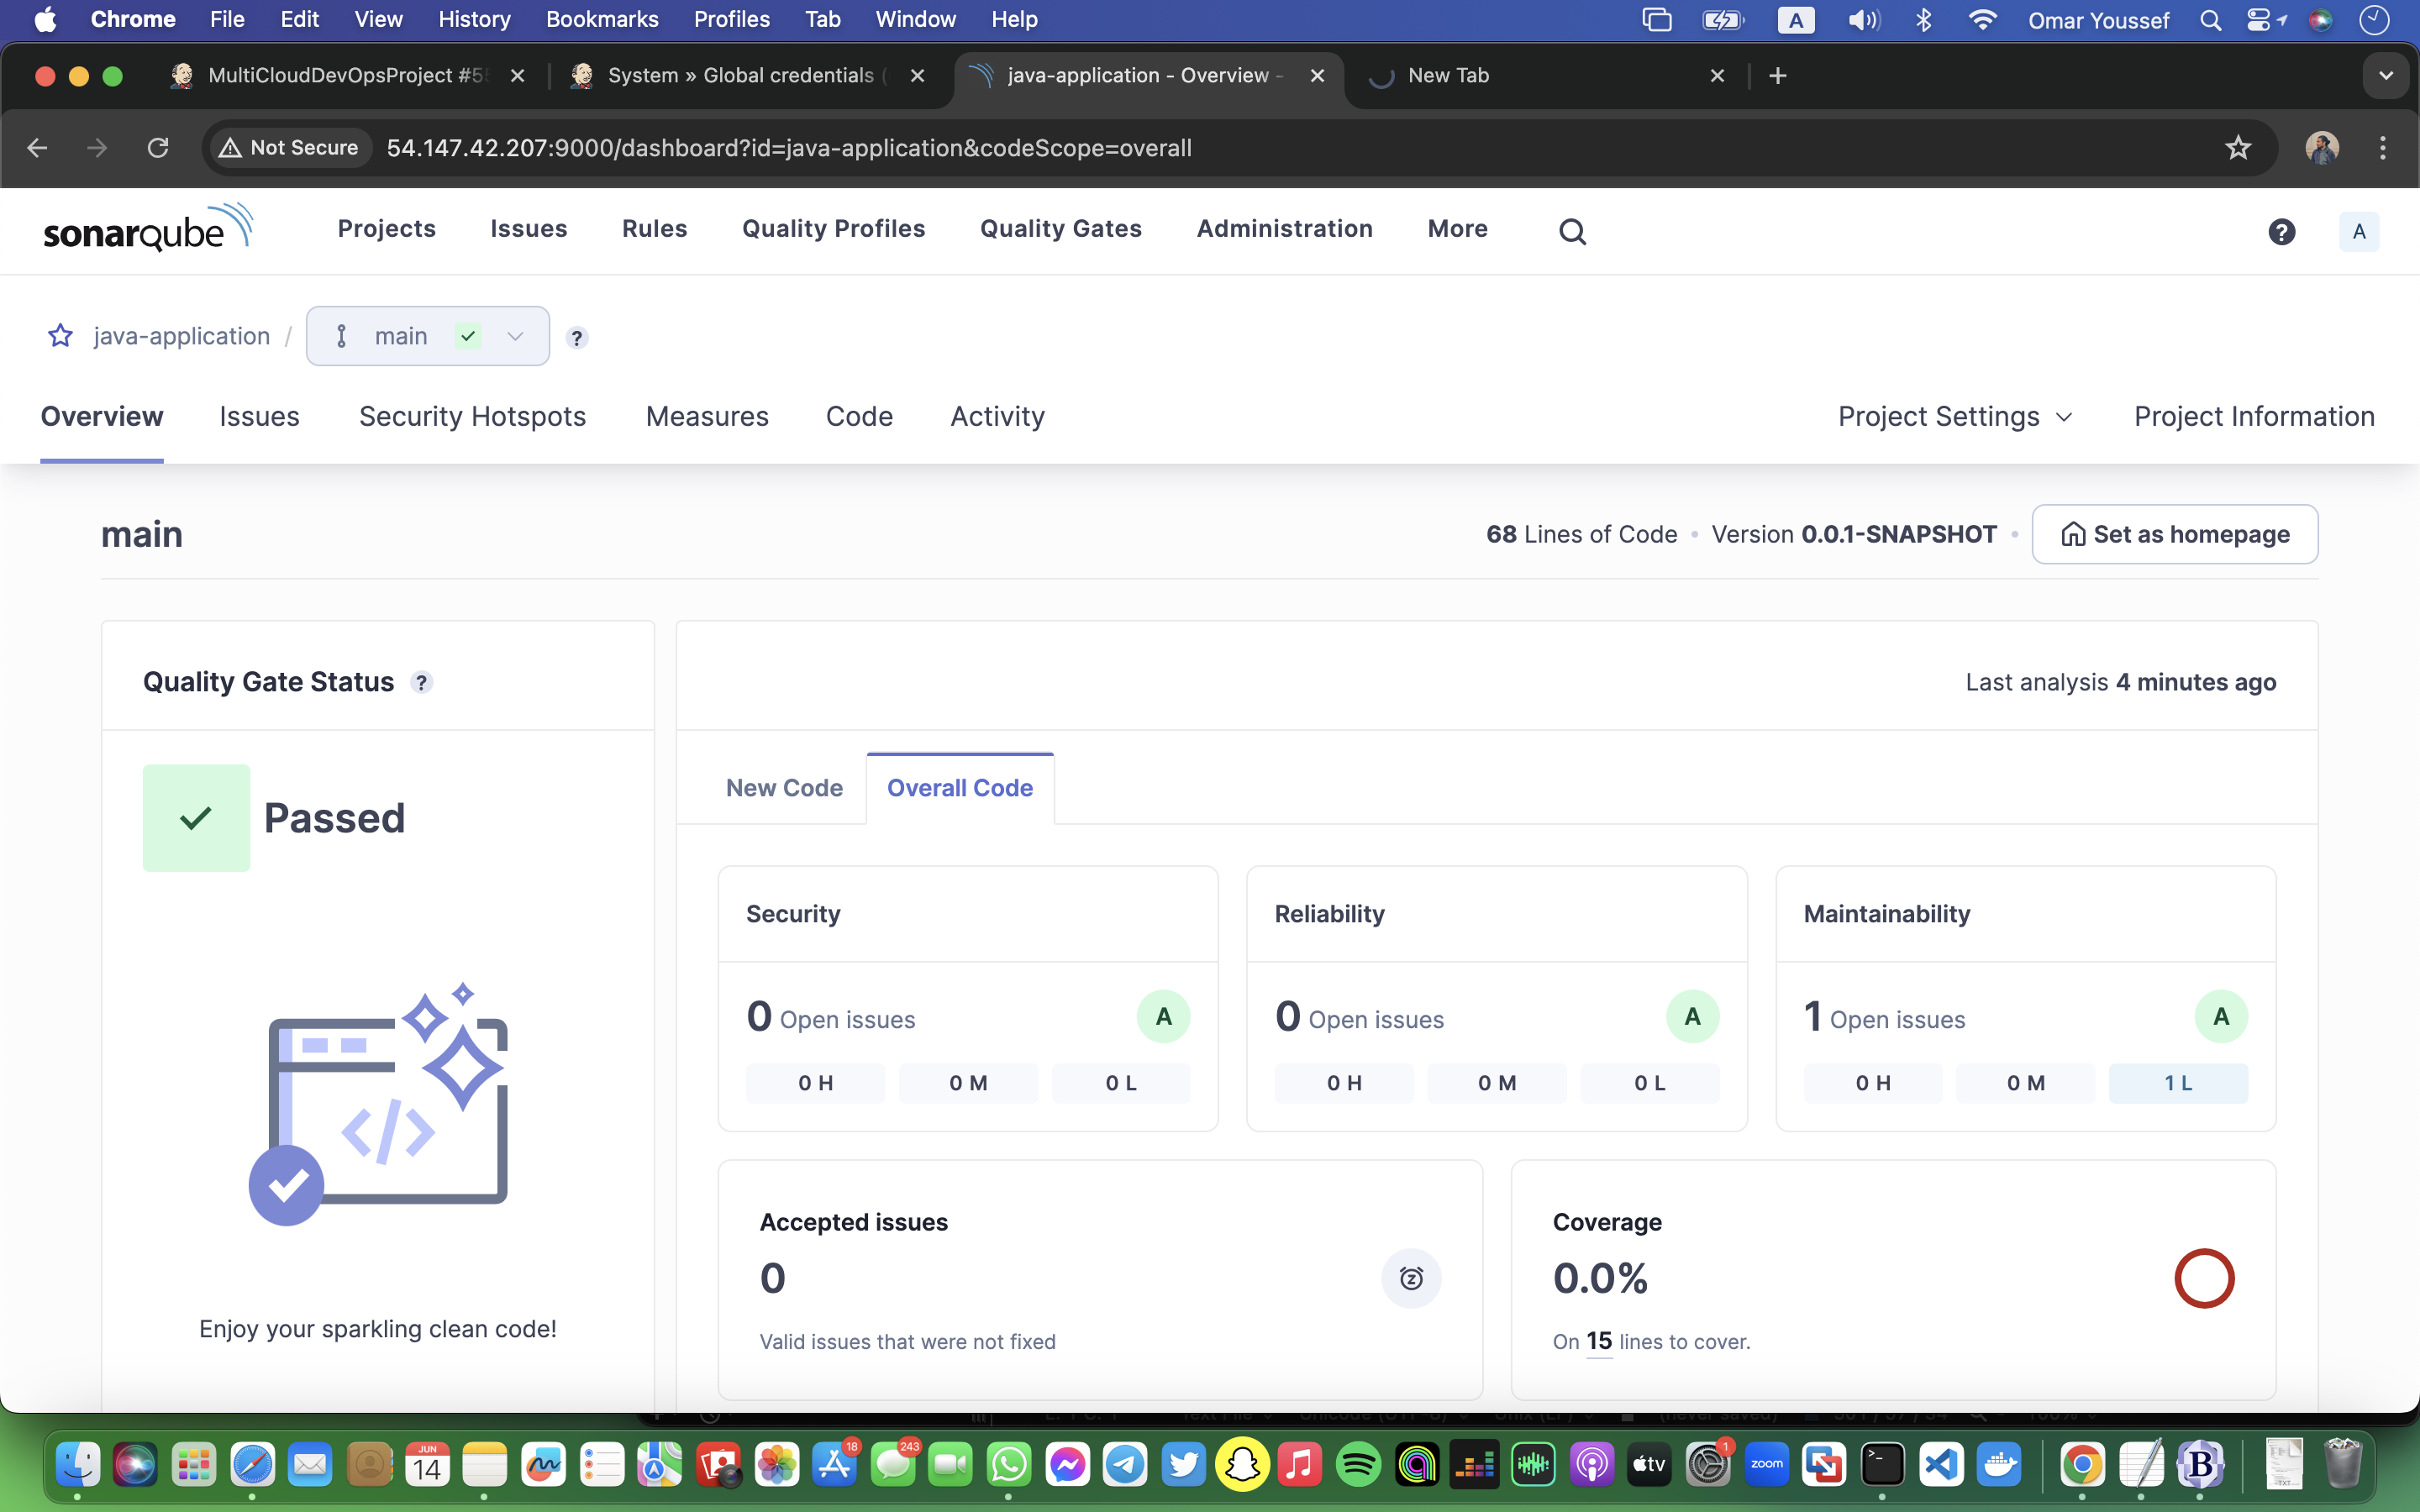 Chrome File Edit View History Bookmarks Profiles Tab Window Help A Omar Youssef
MultiCloudDevOpsProject #5 System » Global credentials ( java-application - Overview - New Tab
Not Secure 54.147.42.207:9000/dashboard?id=java-application&codeScope=overall
sonarqube Projects Issues Rules Quality Profiles Quality Gates Administration More ? A
java-application / main ?
Overview Issues Security Hotspots Measures Code Activity Project Settings Project Information
main 68 Lines of Code • Version 0.0.1-SNAPSHOT • Set as homepage
Quality Gate Status ? Last analysis 4 minutes ago
New Code Overall Code
Passed
Security Reliability Maintainability
0 Open issues A 0 Open issues A 1 Open issues A
0 H 0 M 0 L 0 H 0 M 0 L 0 H 0 M 1 L
</>
Accepted issues Coverage
0 0.0%
Enjoy your sparkling clean code!
Valid issues that were not fixed On 15 lines to cover.
JUN
14 18 243 tv 1 zoom B TXT